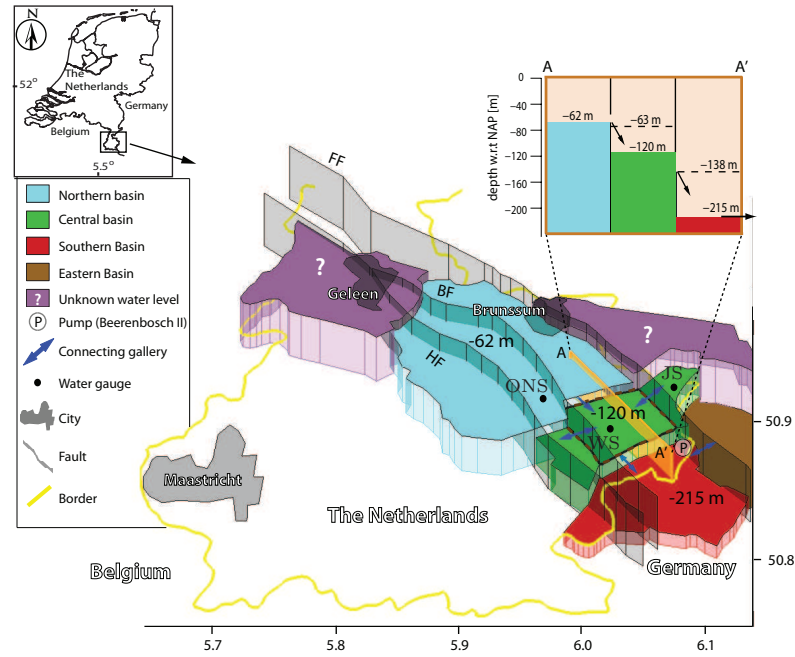 N
The
Netherlands
52°
Germany
Belgium
5.5°
Northern basin
Central basin
Southern Basin
Eastern Basin
? Unknown water level
P Pump (Beerenbosch II)
Connecting gallery
Water gauge
City
Fault
Border
A A'
depth w.r.t NAP [m]
0
−40
−80
−120
−160
−200
−62 m
−63 m
−120 m
−138 m
−215 m
FF
?
Geleen
BF
Brunssum
?
-62 m
A
HF
ONS
JS
-120 m
WS
A'
P
-215 m
Maastricht
The Netherlands
Belgium
Germany
50.9
50.8
5.7 5.8 5.9 6.0 6.1